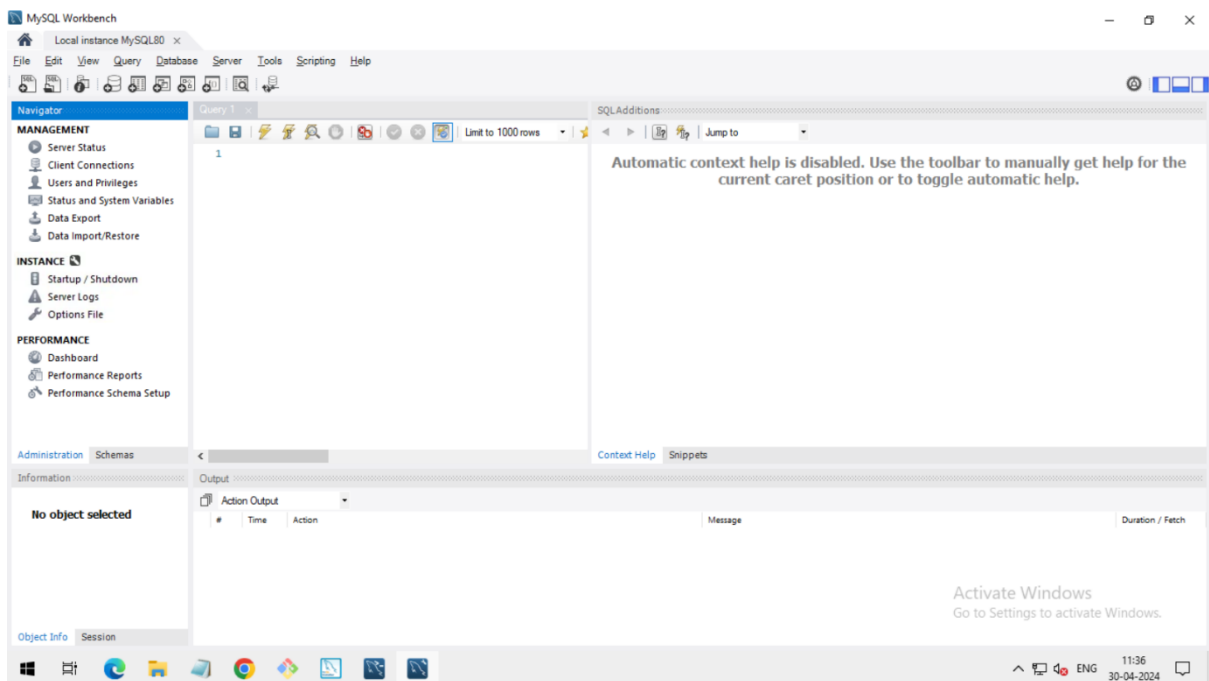 MySQL Workbench
Local instance MySQL80
File Edit View Query Database Server Tools Scripting Help
Navigator
MANAGEMENT
Server Status
Client Connections
Users and Privileges
Status and System Variables
Data Export
Data Import/Restore
INSTANCE
Startup / Shutdown
Server Logs
Options File
PERFORMANCE
Dashboard
Performance Reports
Performance Schema Setup
Administration Schemas
Query 1
Limit to 1000 rows
1
SQLAdditions
Jump to
Automatic context help is disabled. Use the toolbar to manually get help for the
current caret position or to toggle automatic help.
Context Help Snippets
Information
No object selected
Object Info Session
Output
Action Output
# Time Action Message Duration / Fetch
Activate Windows
Go to Settings to activate Windows.
ENG
11:36
30-04-2024